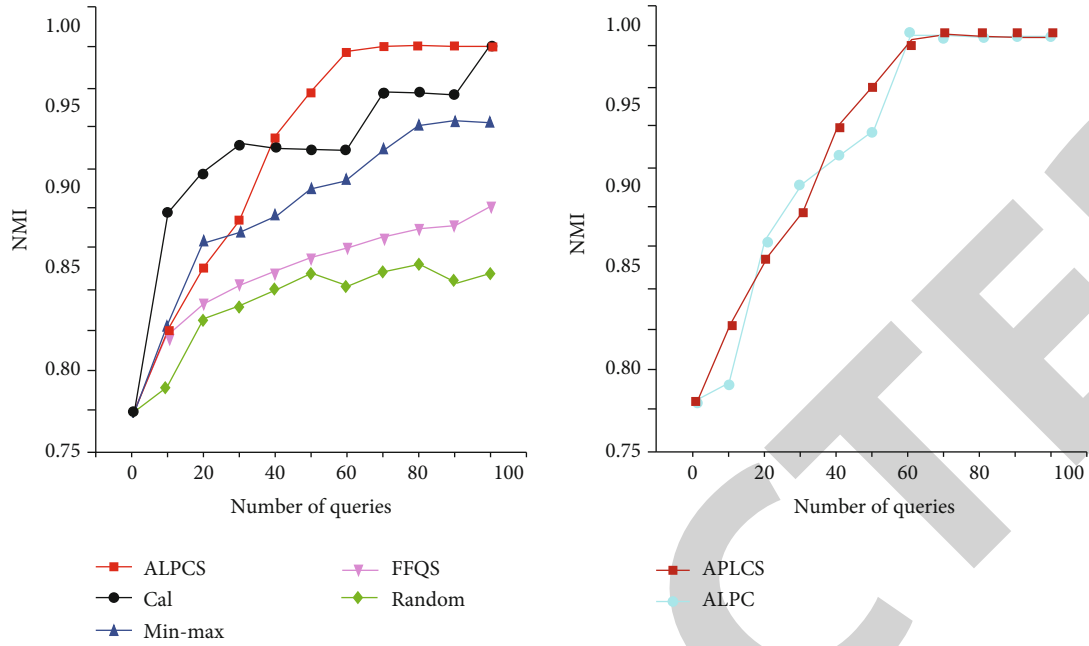 1.00
0.95
0.90
0.85
0.80
0.75
NMI
0 20 40 60 80 100
Number of queries
ALPCS
Cal
Min-max
FFQS
Random
1.00
0.95
0.90
0.85
0.80
0.75
NMI
0 20 40 60 80 100
Number of queries
APLCS
ALPC
CTE